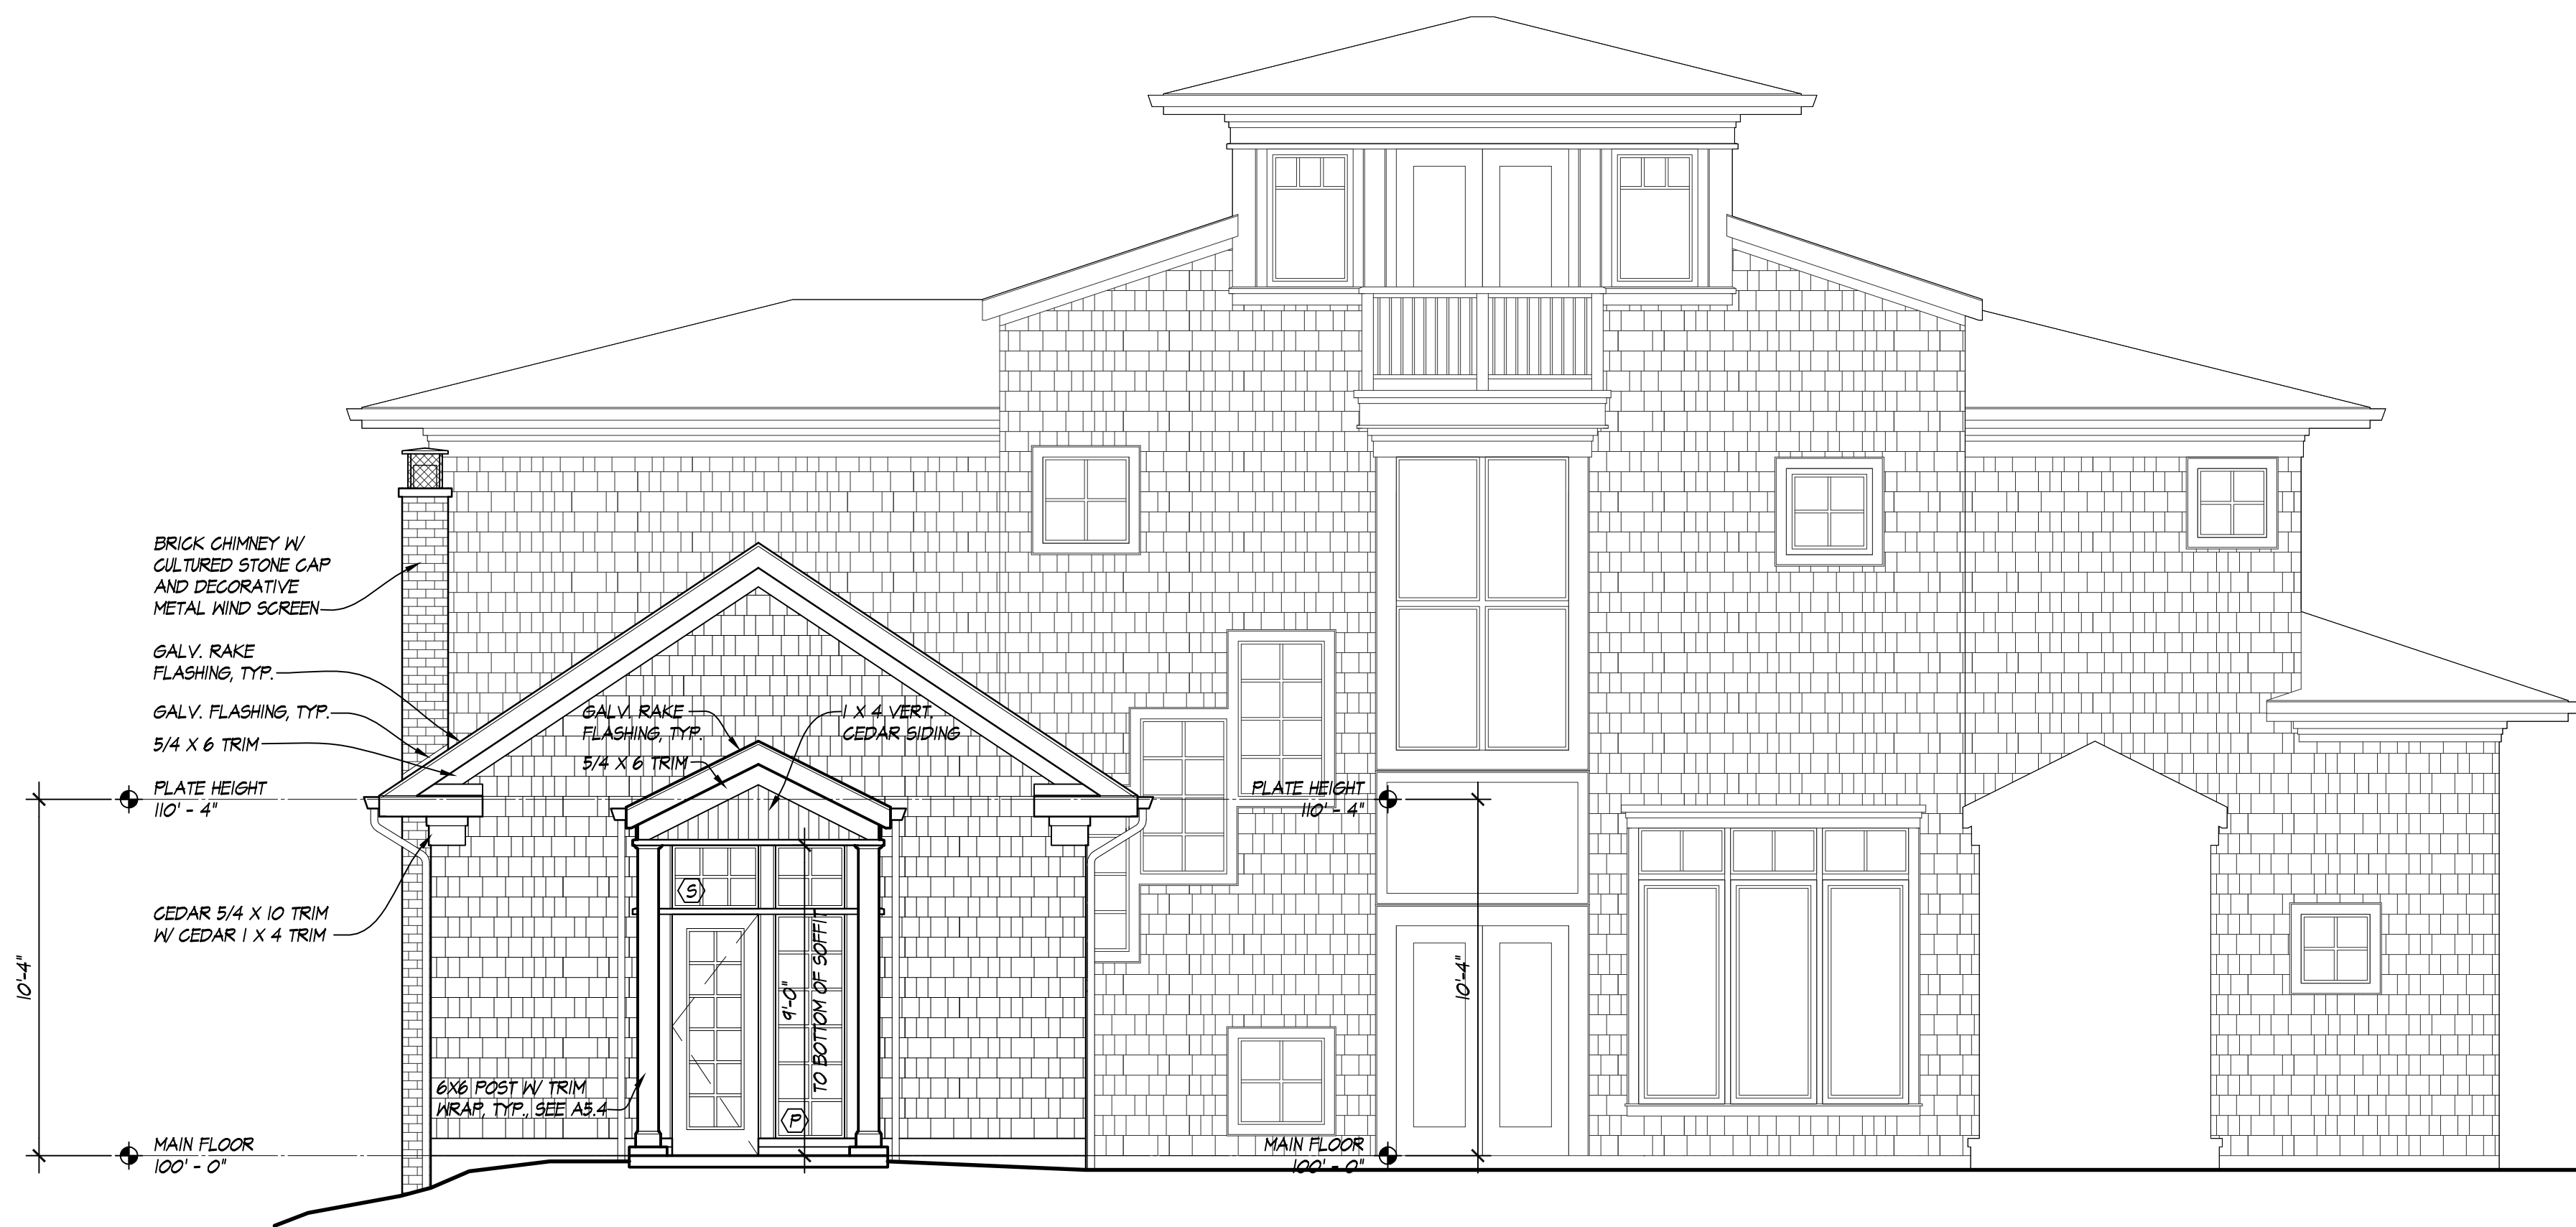 BRICK CHIMNEY W/
CULTURED STONE CAP
AND DECORATIVE
METAL WIND SCREEN
GALV. RAKE
FLASHING, TYP.
GALV. FLASHING, TYP.
5/4 X 6 TRIM
PLATE HEIGHT
110' - 4"
CEDAR 5/4 X 10 TRIM
W/ CEDAR 1 X 4 TRIM
10'-4"
MAIN FLOOR
100' - 0"
GALV. RAKE
FLASHING, TYP.
5/4 X 6 TRIM
1 X 4 VERT.
CEDAR SIDING
S
9'-0"
TO BOTTOM OF SOFFIT
P
6X6 POST W/ TRIM
WRAP, TYP., SEE A5.4
PLATE HEIGHT
110' - 4"
10'-4"
MAIN FLOOR
100' - 0"